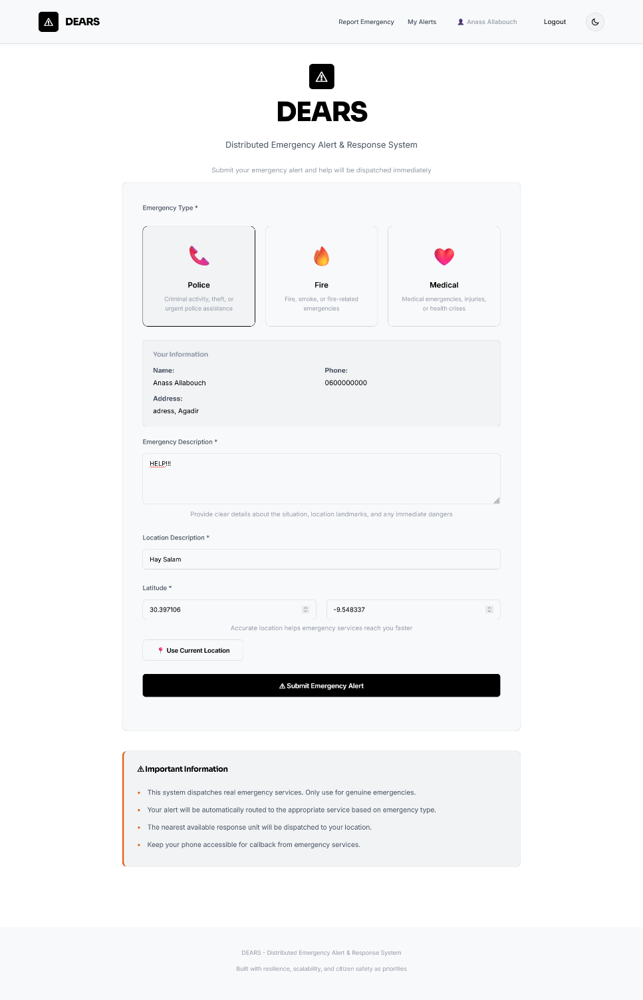 DEARS
Report Emergency
My Alerts
Anass Allabouch
Logout
DEARS
Distributed Emergency Alert & Response System
Submit your emergency alert and help will be dispatched immediately
Emergency Type *
Police
Criminal activity, theft, or
urgent police assistance
Fire
Fire, smoke, or fire-related
emergencies
Medical
Medical emergencies, injuries,
or health crises
Your Information
Name:
Anass Allabouch
Phone:
0600000000
Address:
adress, Agadir
Emergency Description *
HELP!!!
Provide clear details about the situation, location landmarks, and any immediate dangers
Location Description *
Hay Salam
Latitude *
30.397106
-9.548337
Accurate location helps emergency services reach you faster
📍 Use Current Location
⚠ Submit Emergency Alert
⚠ Important Information
• This system dispatches real emergency services. Only use for genuine emergencies.
• Your alert will be automatically routed to the appropriate service based on emergency type.
• The nearest available response unit will be dispatched to your location.
• Keep your phone accessible for callback from emergency services.
DEARS - Distributed Emergency Alert & Response System
Built with resilience, scalability, and citizen safety as priorities